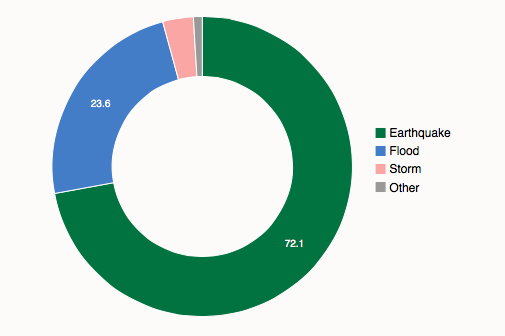 23.6
72.1
Earthquake
Flood
Storm
Other